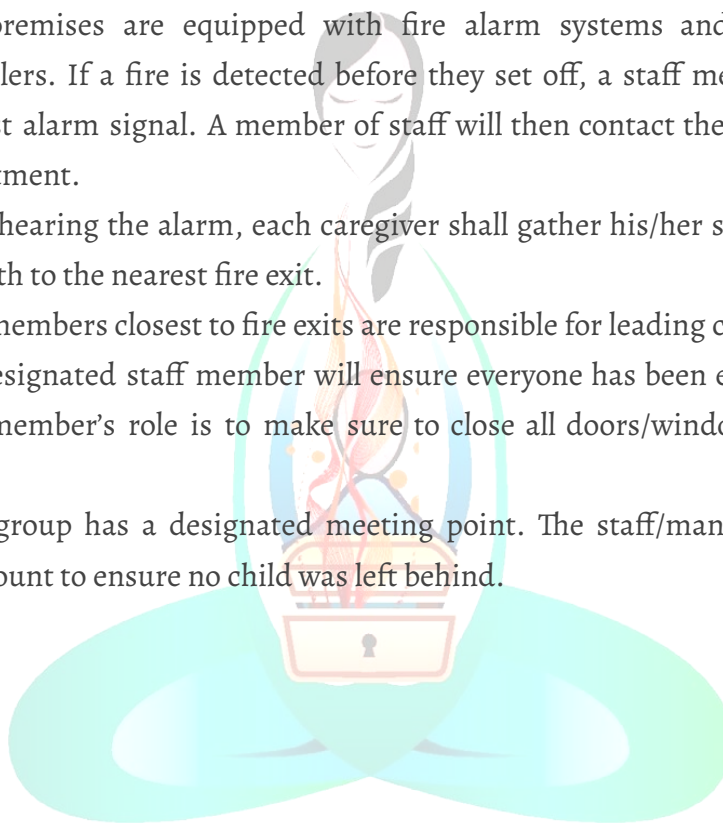 premises are equipped with fire alarm systems and
lers. If a fire is detected before they set off, a staff me
st alarm signal. A member of staff will then contact the
tment.
hearing the alarm, each caregiver shall gather his/her s
th to the nearest fire exit.
members closest to fire exits are responsible for leading c
esignated staff member will ensure everyone has been e
member’s role is to make sure to close all doors/windo
group has a designated meeting point. The staff/man
ount to ensure no child was left behind.